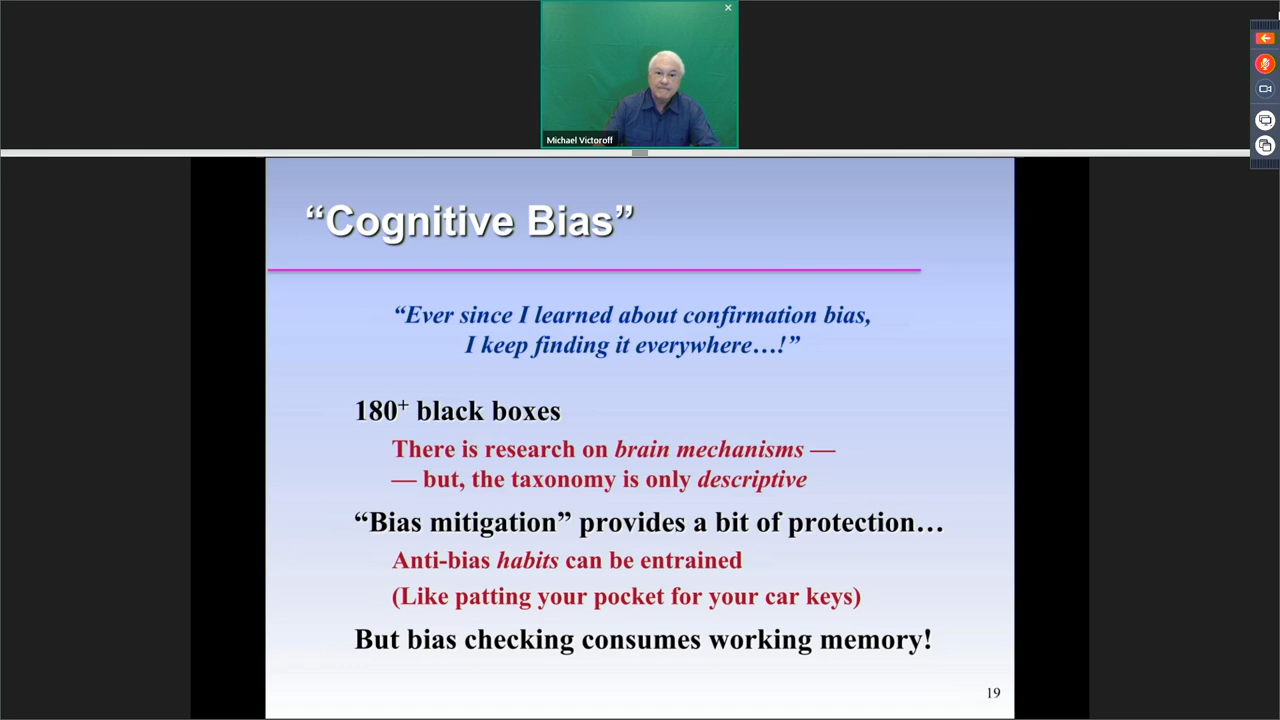 Michael Victoroff
“Cognitive Bias”
“Ever since I learned about confirmation bias,
I keep finding it everywhere…!”
180+ black boxes
There is research on brain mechanisms —
— but, the taxonomy is only descriptive
“Bias mitigation” provides a bit of protection…
Anti-bias habits can be entrained
(Like patting your pocket for your car keys)
But bias checking consumes working memory!
19